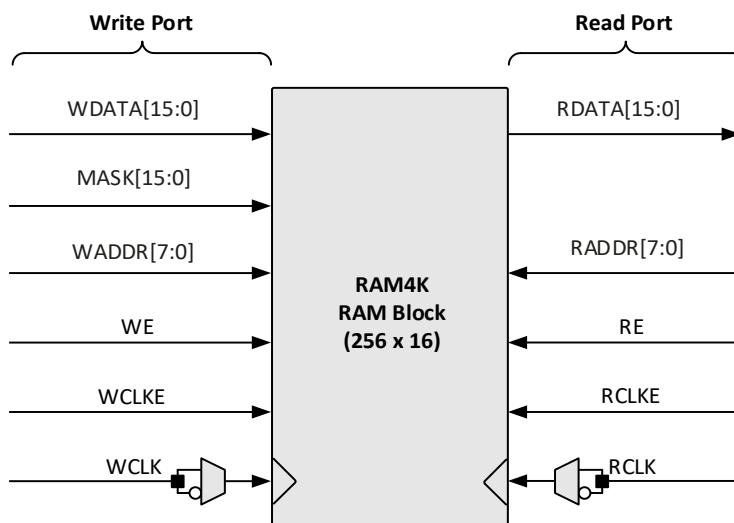 Write Port
Read Port
WDATA[15:0]
RDATA[15:0]
MASK[15:0]
WADDR[7:0]
RADDR[7:0]
RAM4K
RAM Block
(256 x 16)
WE
RE
WCLKE
RCLKE
WCLK
RCLK